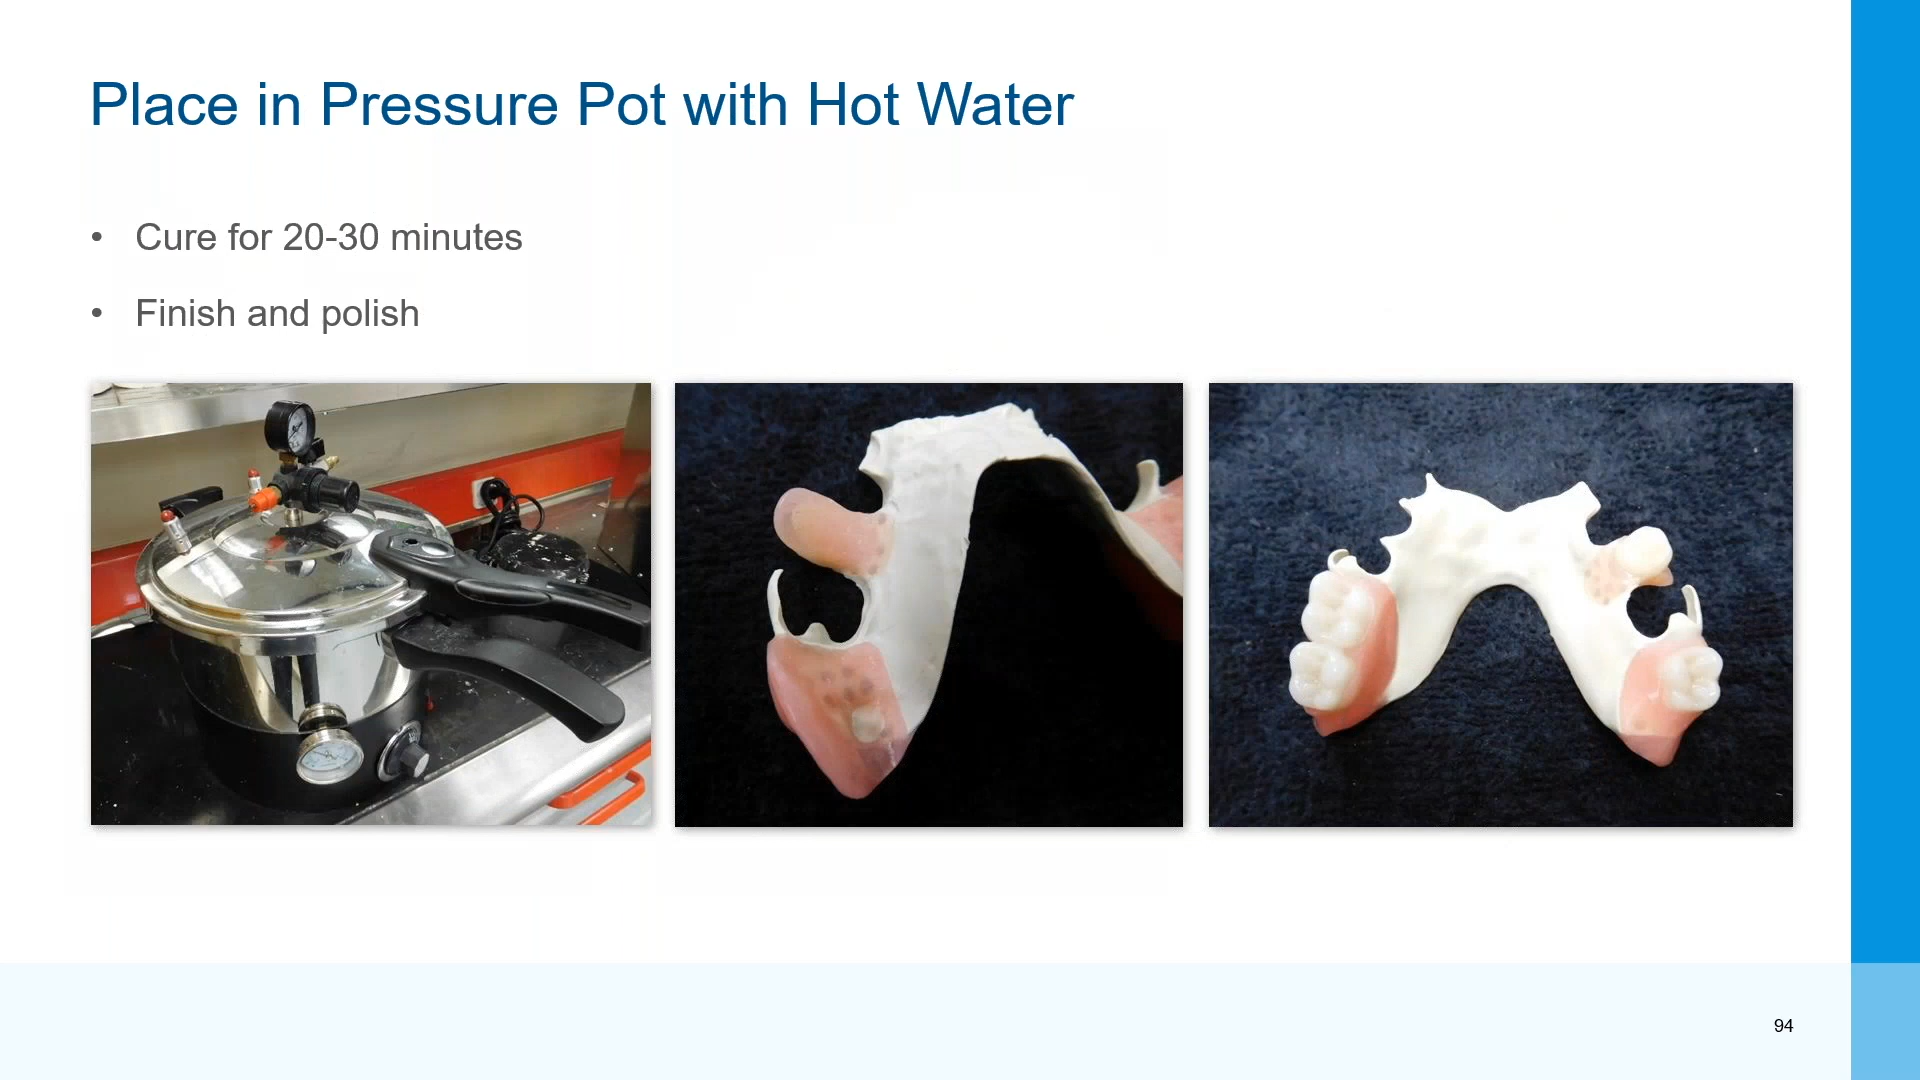 Place in Pressure Pot with Hot Water
• Cure for 20-30 minutes
• Finish and polish
94